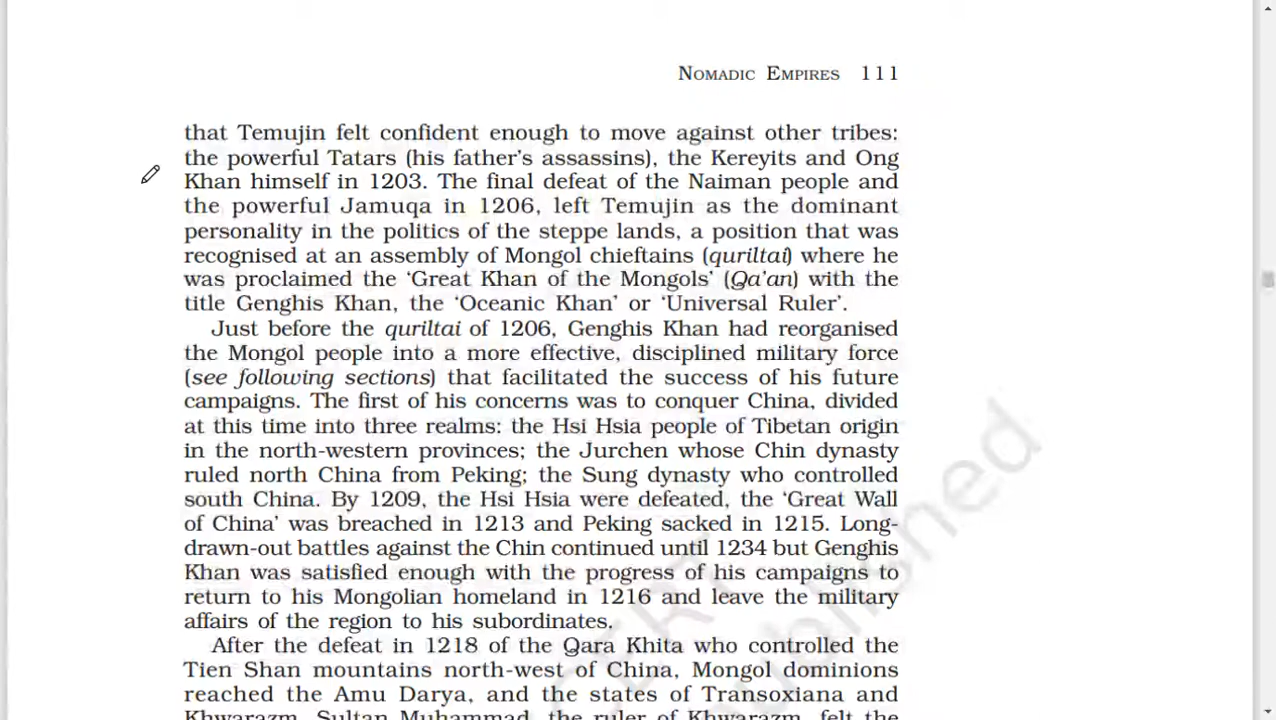 NOMADIC EMPIRES 111
that Temujin felt confident enough to move against other tribes:
the powerful Tatars (his father's assassins), the Kereyits and Ong
Khan himself in 1203. The final defeat of the Naiman people and
the powerful Jamuqa in 1206, left Temujin as the dominant
personality in the politics of the steppe lands, a position that was
recognised at an assembly of Mongol chieftains (quriltai) where he
was proclaimed the 'Great Khan of the Mongols' (Qa'an) with the
title Genghis Khan, the 'Oceanic Khan' or 'Universal Ruler'.
Just before the quriltai of 1206, Genghis Khan had reorganised
the Mongol people into a more effective, disciplined military force
(see following sections) that facilitated the success of his future
campaigns. The first of his concerns was to conquer China, divided
at this time into three realms: the Hsi Hsia people of Tibetan origin
in the north-western provinces; the Jurchen whose Chin dynasty
ruled north China from Peking; the Sung dynasty who controlled
south China. By 1209, the Hsi Hsia were defeated, the 'Great Wall
of China' was breached in 1213 and Peking sacked in 1215. Long-
drawn-out battles against the Chin continued until 1234 but Genghis
Khan was satisfied enough with the progress of his campaigns to
return to his Mongolian homeland in 1216 and leave the military
affairs of the region to his subordinates.
After the defeat in 1218 of the Qara Khita who controlled the
Tien Shan mountains north-west of China, Mongol dominions
reached the Amu Darya, and the states of Transoxiana and
Khwarazm. Sultan Muhammad, the ruler of Khwarazm, felt the
CERT
ublished